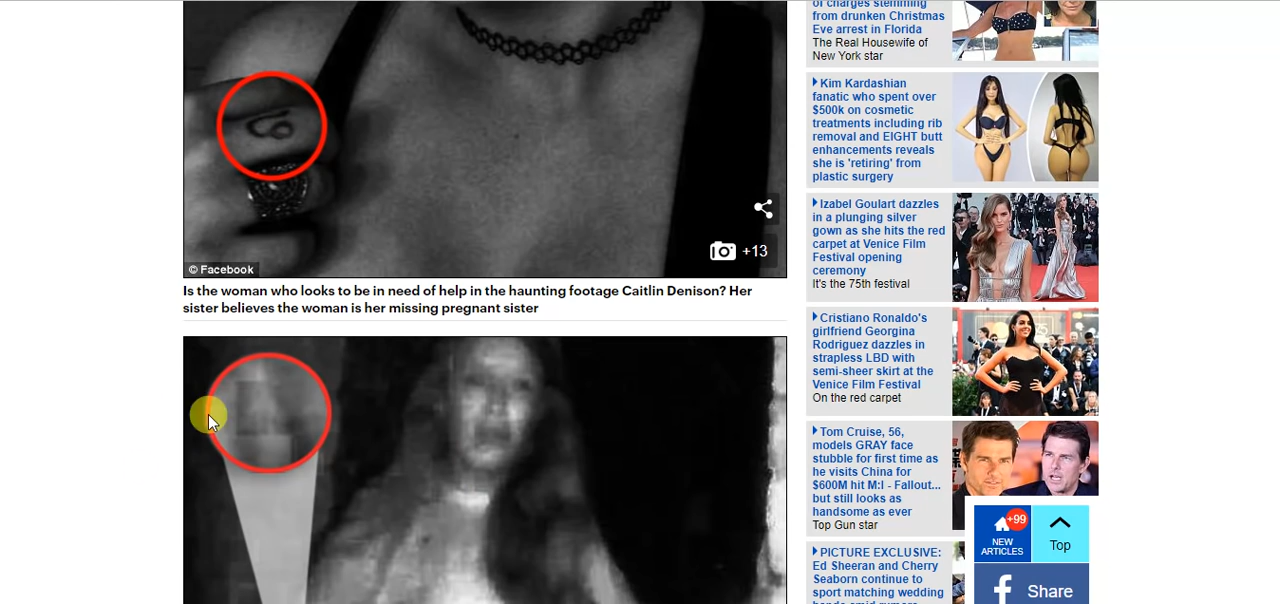 © Facebook
+13
Is the woman who looks to be in need of help in the haunting footage Caitlin Denison? Her
sister believes the woman is her missing pregnant sister
of charges stemming
from drunken Christmas
Eve arrest in Florida
The Real Housewife of
New York star
Kim Kardashian
fanatic who spent over
$500k on cosmetic
treatments including rib
removal and EIGHT butt
enhancements reveals
she is 'retiring' from
plastic surgery
Izabel Goulart dazzles
in a plunging silver
gown as she hits the red
carpet at Venice Film
Festival opening
ceremony
It's the 75th festival
Cristiano Ronaldo's
girlfriend Georgina
Rodriguez dazzles in
strapless LBD with
semi-sheer skirt at the
Venice Film Festival
On the red carpet
Tom Cruise, 56,
models GRAY face
stubble for first time as
he visits China for
$600M hit M:I - Fallout...
but still looks as
handsome as ever
Top Gun star
PICTURE EXCLUSIVE:
Ed Sheeran and Cherry
Seaborn continue to
sport matching wedding
+99
NEW
ARTICLES
Top
Share